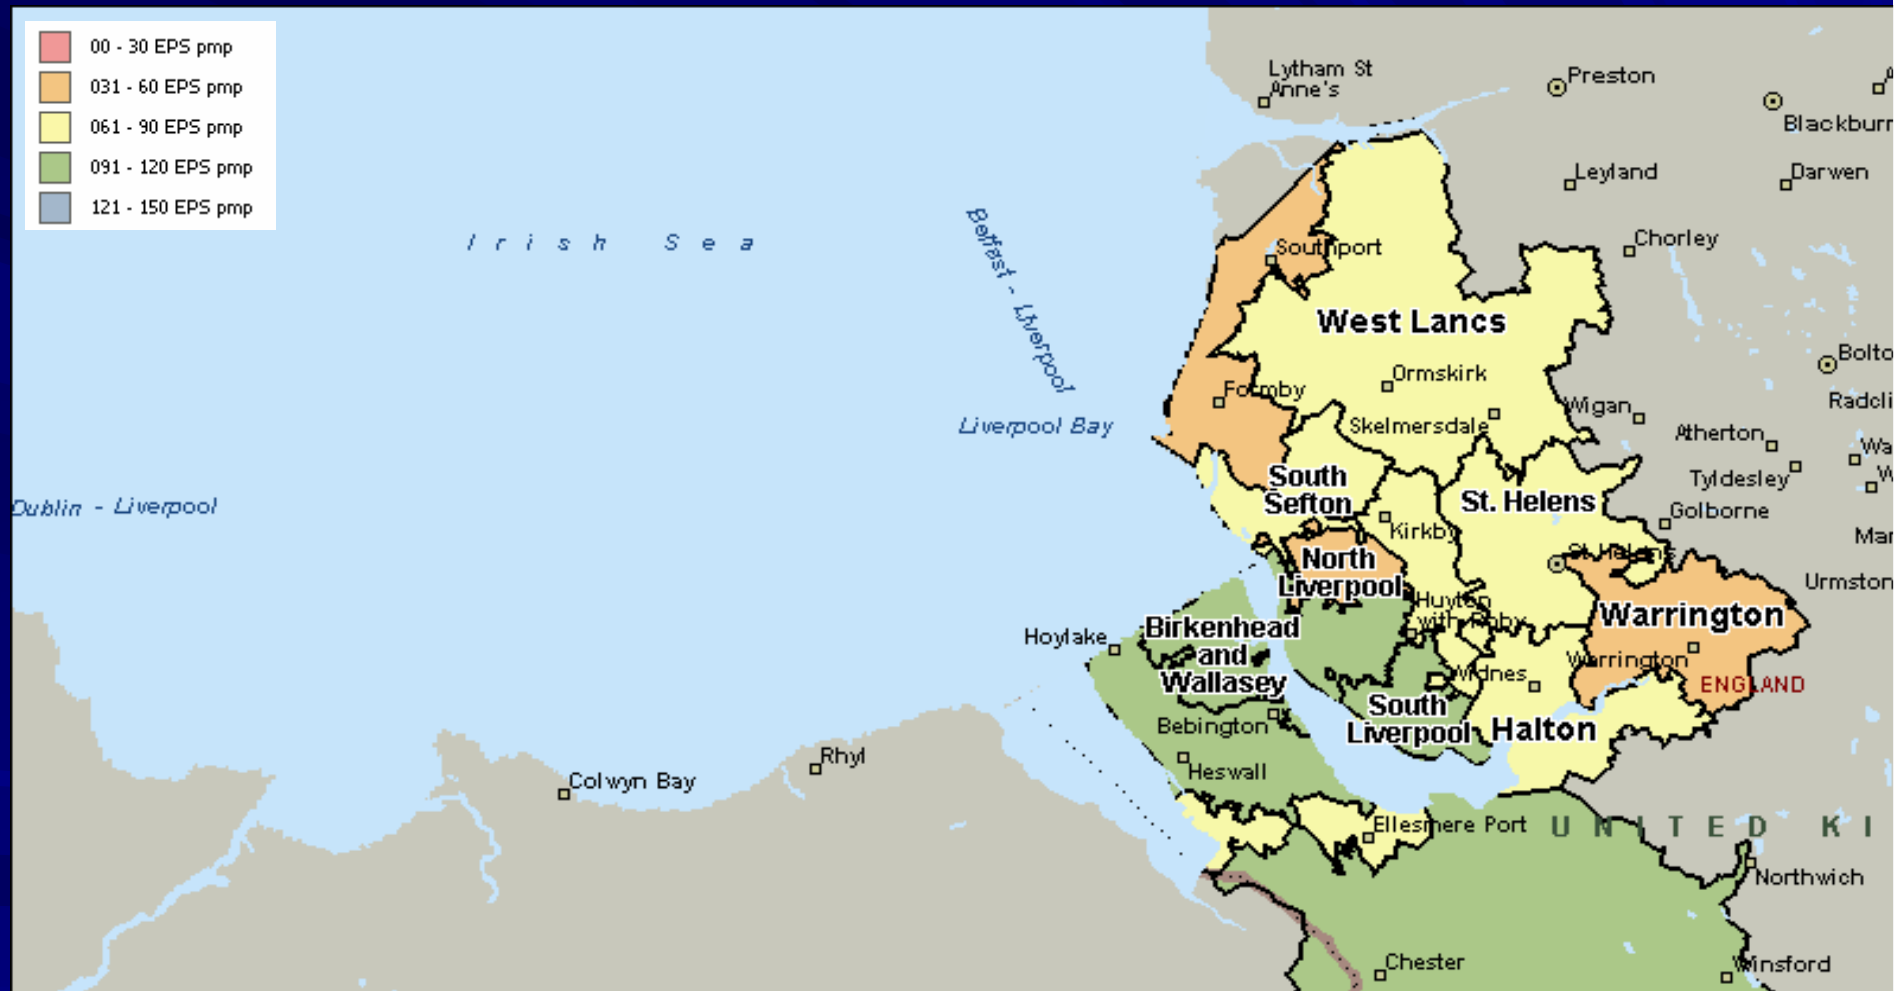 00 - 30 EPS pmp
031 - 60 EPS pmp
061 - 90 EPS pmp
091 - 120 EPS pmp
121 - 150 EPS pmp
Irish Sea
Belfast - Liverpool
Liverpool Bay
Dublin - Liverpool
Lytham St
Anne's
Preston
Blackburn
Leyland
Darwen
Chorley
Southport
West Lancs
Bolto
Ormskirk
Formby
Skelmersdale
Wigan
Radcli
Atherton
Wa
Tyldesley
W
South
Sefton
St. Helens
Golborne
Kirkby
Mar
St Helens
North
Liverpool
Urmston
Huyton
with Roby
Warrington
Hoylake
Birkenhead
and
Wallasey
Warrington
Widnes
ENGLAND
South
Liverpool
Halton
Bebington
Heswall
Rhyl
Colwyn Bay
Ellesmere Port
UNITED KI
Northwich
Chester
Winsford